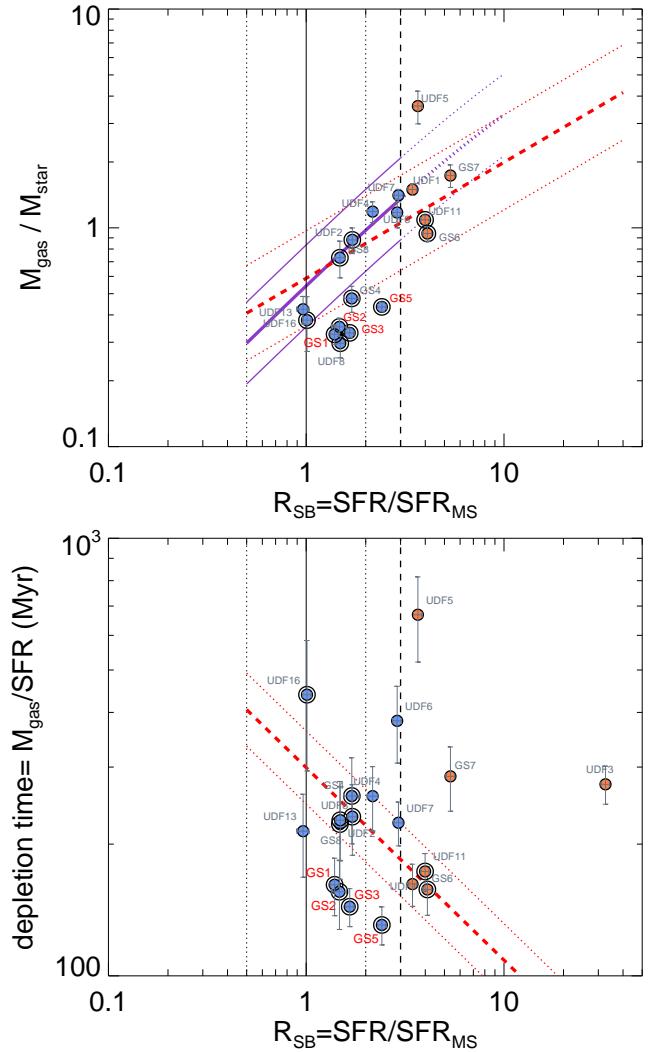 10
UDF5
GS7
UDF7
UDF1
UDF4
UDF11
UDF2
GS6
GS8
M_gas / M_star
1
GS4
GS5
UDF13
GS2
UDF16
GS3
GS1
UDF8
0.1
0.1
1
10
R_SB=SFR/SFR_MS
10^3
UDF5
UDF16
UDF6
GS7
UDF3
GS4
UDF4
UDF7
UDF13
UDF2
GS8
UDF11
GS1
GS6
GS3
GS2
GS5
depletion time= M_gas/SFR (Myr)
100
0.1
1
10
R_SB=SFR/SFR_MS